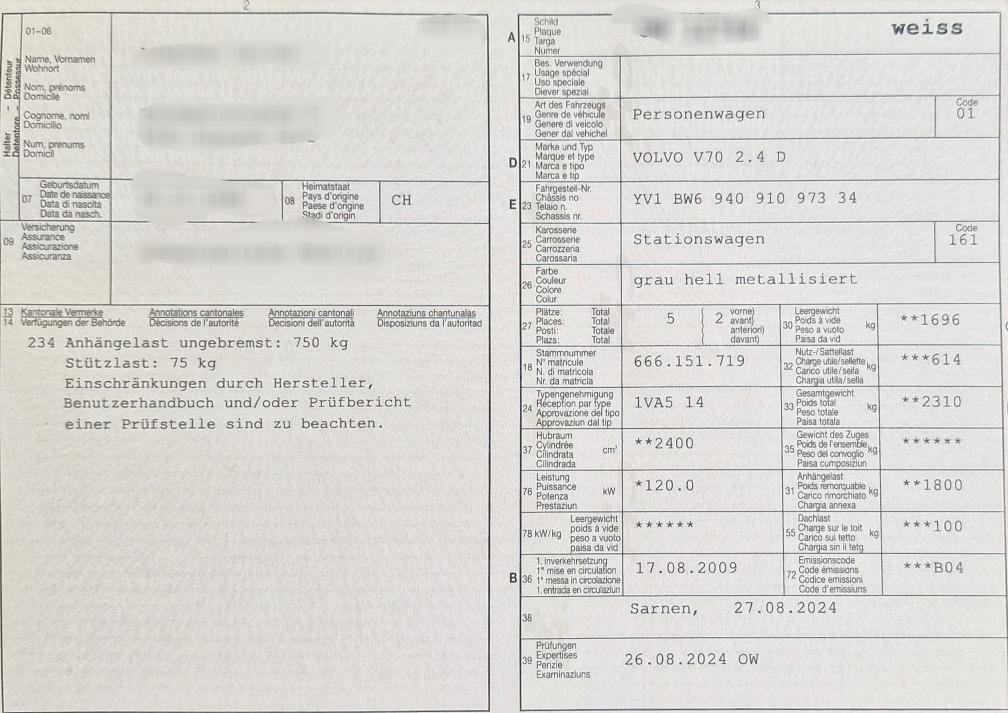 2
01-06
Halter - Détenteur
Detentore - Possessur
Name, Vornamen
Wohnort
Nom, prénoms
Domicile
Cognome, nomi
Domicilio
Num, prenums
Domicil
07
Geburtsdatum
Date de naissance
Data di nascita
Data da nasch.
08
Heimatstaat
Pays d'origine
Paese d'origine
Stadi d'origin
CH
09
Versicherung
Assurance
Assicurazione
Assicuranza
13 Kantonale Vermerke Annotations cantonales Annotazioni cantonali Annotaziuns chantunalas
14 Verfügungen der Behörde Décisions de l'autorité Decisioni dell'autorità Disposiziuns da l'autoritad
234 Anhängelast ungebremst: 750 kg
Stützlast: 75 kg
Einschränkungen durch Hersteller,
Benutzerhandbuch und/oder Prüfbericht
einer Prüfstelle sind zu beachten.
3
A 15
Schild
Plaque
Targa
Numer
weiss
17
Bes. Verwendung
Usage spécial
Uso speciale
Diever spezial
19
Art des Fahrzeugs
Genre de véhicule
Genere di veicolo
Gener dal vehichel
Personenwagen
Code
01
D 21
Marke und Typ
Marque et type
Marca e tipo
Marca e tip
VOLVO V70 2.4 D
E 23
Fahrgestell-Nr.
Châssis no
Telaio n.
Schassis nr.
YV1 BW6 940 910 973 34
25
Karosserie
Carrosserie
Carrozzeria
Carossaria
Stationswagen
Code
161
26
Farbe
Couleur
Colore
Colur
grau hell metallisiert
27
Plätze: Total
Places: Total
Posti: Totale
Plazs: Total
5
2
vorne)
avant)
anteriori)
davant)
30
Leergewicht
Poids à vide
Peso a vuoto
Paisa da vid
kg
**1696
18
Stammnummer
N° matricule
N. di matricola
Nr. da matricla
666.151.719
32
Nutz-/Sattellast
Charge utile/sellette
Carico utile/sella
Chargia utila/sella
kg
***614
24
Typengenehmigung
Réception par type
Approvazione del tipo
Approvaziun dal tip
1VA5 14
33
Gesamtgewicht
Poids total
Peso totale
Paisa totala
kg
**2310
37
Hubraum
Cylindrée
Cilindrata
Cilindrada
cm³
**2400
35
Gewicht des Zuges
Poids de l'ensemble
Peso del convoglio
Paisa cumposiziun
kg
******
76
Leistung
Puissance
Potenza
Prestaziun
kW
*120.0
31
Anhängelast
Poids remorquable
Carico rimorchiato
Chargia annexa
kg
**1800
78 kW/kg
Leergewicht
poids à vide
peso a vuoto
paisa da vid
******
55
Dachlast
Charge sur le toit
Carico sul tetto
Chargia sin il tetg
kg
***100
B 36
1. Inverkehrsetzung
1re mise en circulation
1a messa in circolazione
1. entrada en circulaziun
17.08.2009
72
Emissionscode
Code émissions
Codice emissioni
Code d'emissiuns
***B04
38
Sarnen, 27.08.2024
39
Prüfungen
Expertises
Perizie
Examinaziuns
26.08.2024 OW